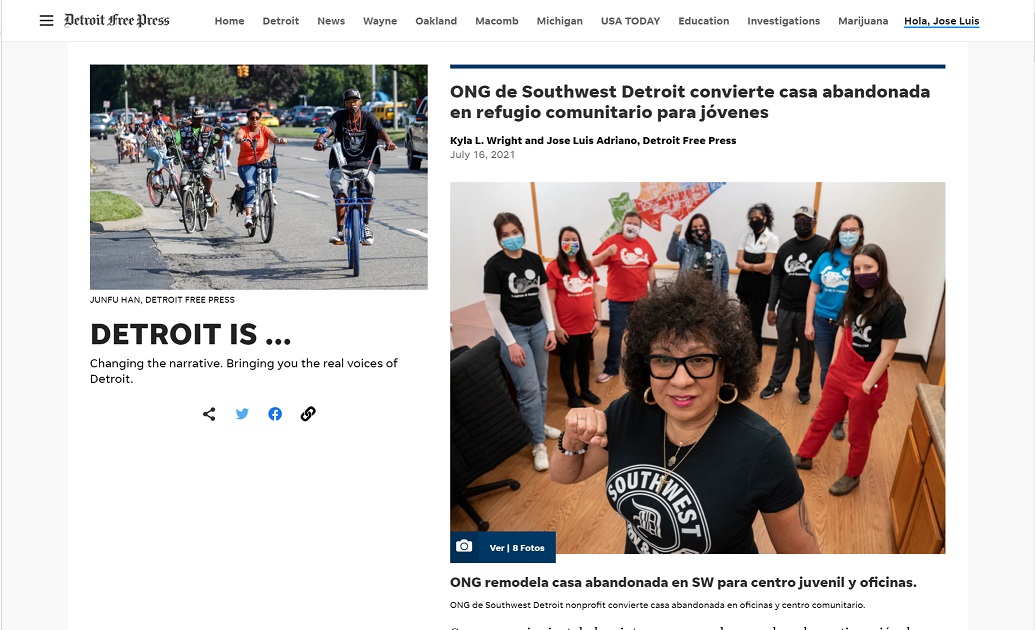 Detroit Free Press
Home Detroit News Wayne Oakland Macomb Michigan USA TODAY Education Investigations Marijuana Hola, Jose Luis
JUNFU HAN, DETROIT FREE PRESS
DETROIT IS ...
Changing the narrative. Bringing you the real voices of
Detroit.
ONG de Southwest Detroit convierte casa abandonada
en refugio comunitario para jóvenes
Kyla L. Wright and Jose Luis Adriano, Detroit Free Press
July 16, 2021
SOUTHWEST
D
Ver | 8 Fotos
ONG remodela casa abandonada en SW para centro juvenil y oficinas.
ONG de Southwest Detroit nonprofit convierte casa abandonada en oficinas y centro comunitario.